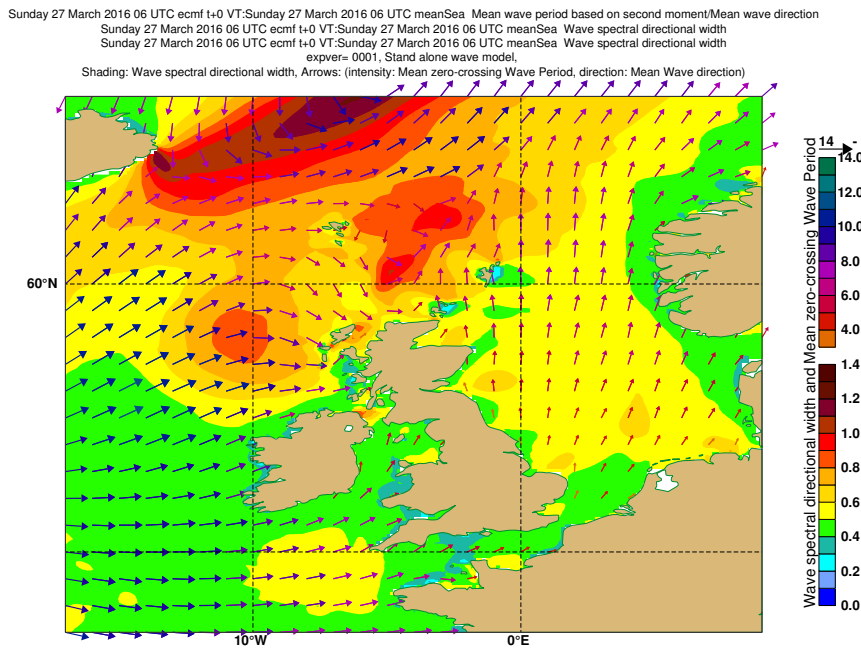 Sunday 27 March 2016 06 UTC ecmf t+0 VT:Sunday 27 March 2016 06 UTC meanSea  Mean wave period based on second moment/Mean wave direction
Sunday 27 March 2016 06 UTC ecmf t+0 VT:Sunday 27 March 2016 06 UTC meanSea  Wave spectral directional width
Sunday 27 March 2016 06 UTC ecmf t+0 VT:Sunday 27 March 2016 06 UTC meanSea  Wave spectral directional width
expver= 0001, Stand alone wave model,
Shading: Wave spectral directional width, Arrows: (intensity: Mean zero-crossing Wave Period, direction: Mean Wave direction)
60°N
10°W
0°E
Wave spectral directional width and Mean zero-crossing Wave Period
14 -
14.0
12.0
10.0
8.0
6.0
4.0
1.4
1.2
1.0
0.8
0.6
0.4
0.2
0.0